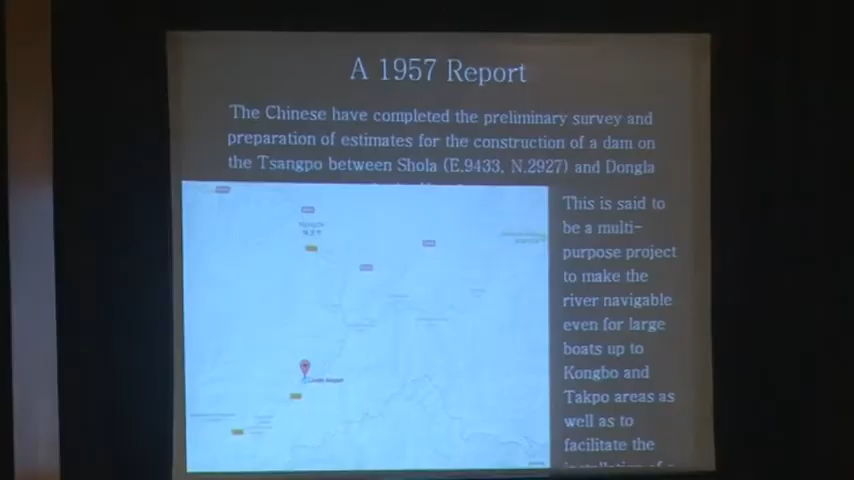 A 1957 Report
The Chinese have completed the preliminary survey and
preparation of estimates for the construction of a dam on
the Tsangpo between Shola (E.9433, N.2927) and Dongla
This is said to
be a multi-
purpose project
to make the
river navigable
even for large
boats up to
Kongbo and
Takpo areas as
well as to
facilitate the
installation of a